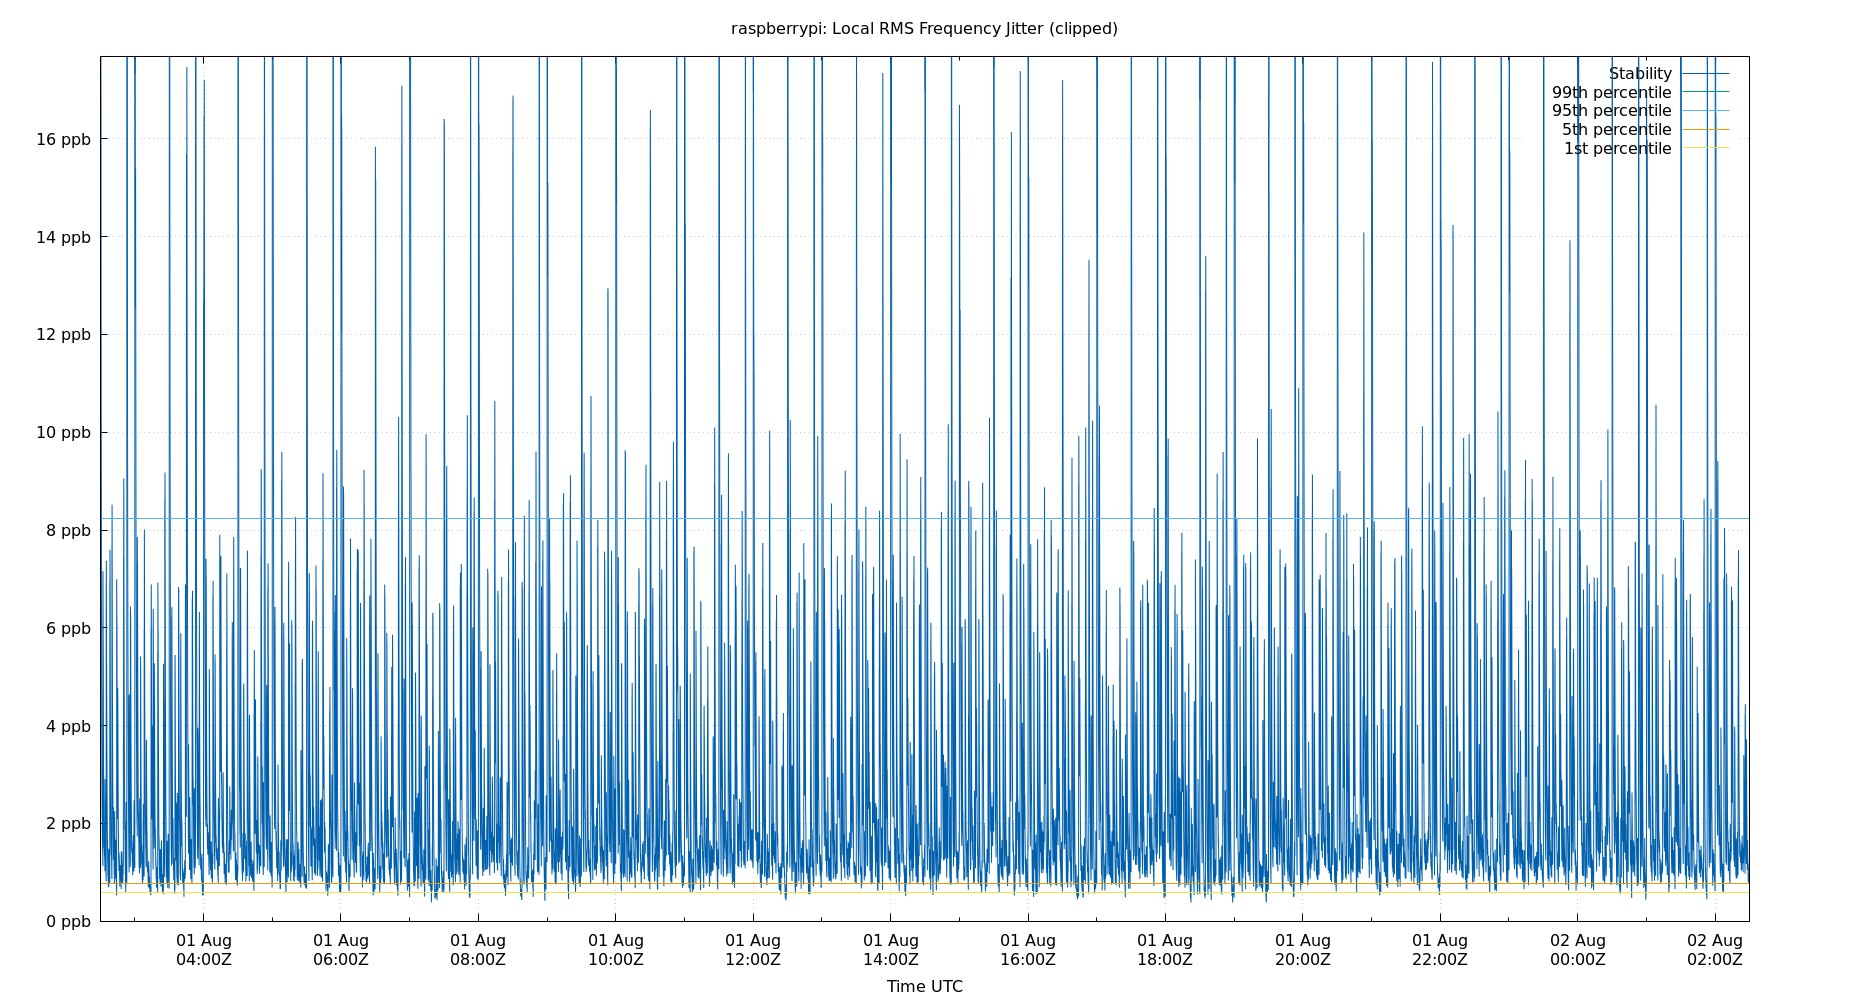 raspberrypi: Local RMS Frequency Jitter (clipped)
Stability
99th percentile
95th percentile
5th percentile
1st percentile
16 ppb
14 ppb
12 ppb
10 ppb
8 ppb
6 ppb
4 ppb
2 ppb
0 ppb
01 Aug 01 Aug 01 Aug 01 Aug 01 Aug 01 Aug 01 Aug 01 Aug 01 Aug 01 Aug 02 Aug 02 Aug
04:00Z 06:00Z 08:00Z 10:00Z 12:00Z 14:00Z 16:00Z 18:00Z 20:00Z 22:00Z 00:00Z 02:00Z
Time UTC